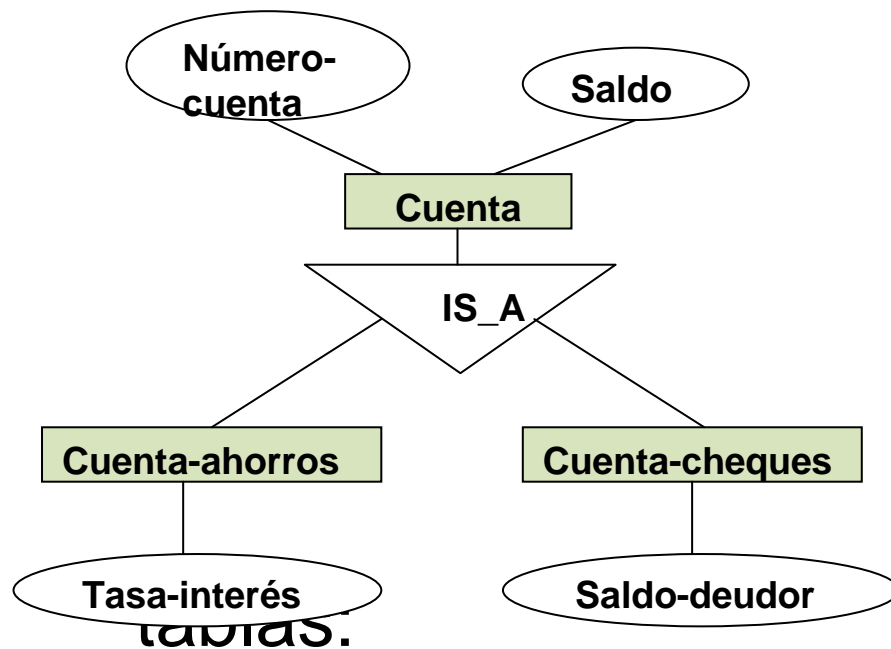 Número-
cuenta
Saldo
Cuenta
IS_A
Cuenta-ahorros
Cuenta-cheques
Tasa-interés
Saldo-deudor
tablas: